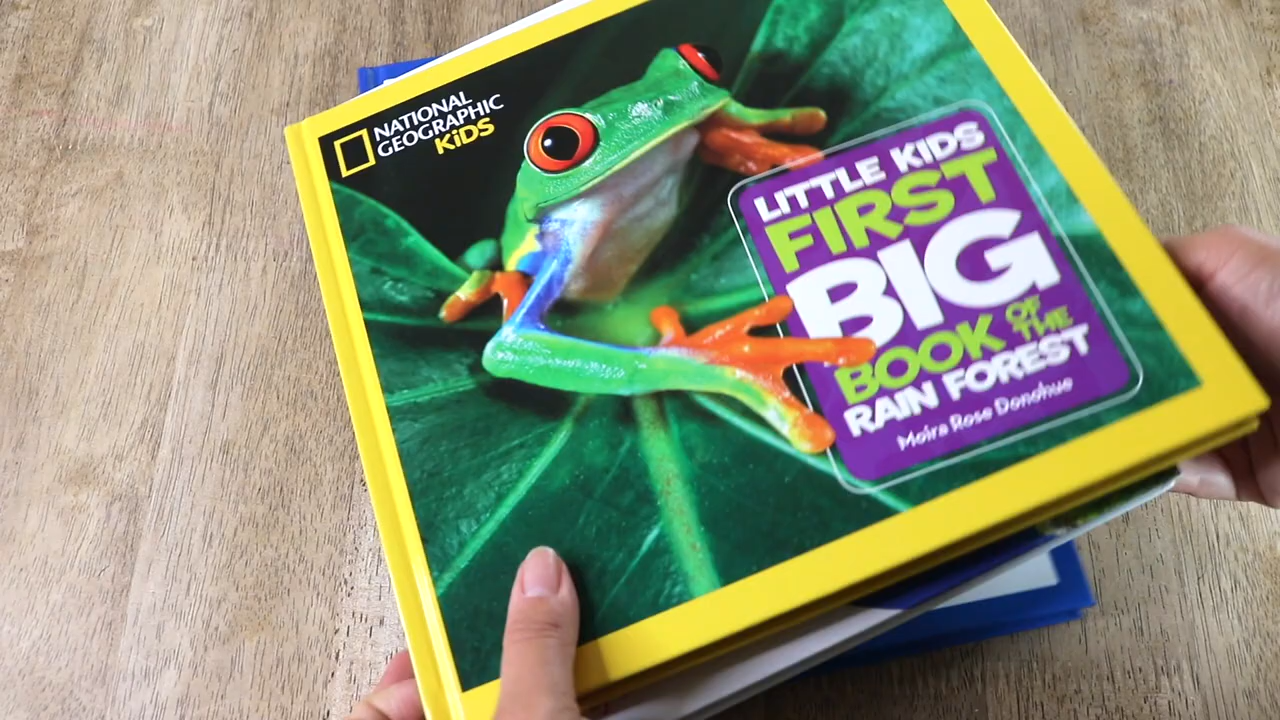 NATIONAL
GEOGRAPHIC
KiDS
LITTLE KIDS
FIRST
BIG
BOOK OF THE
RAIN FOREST
Moira Rose Donohue